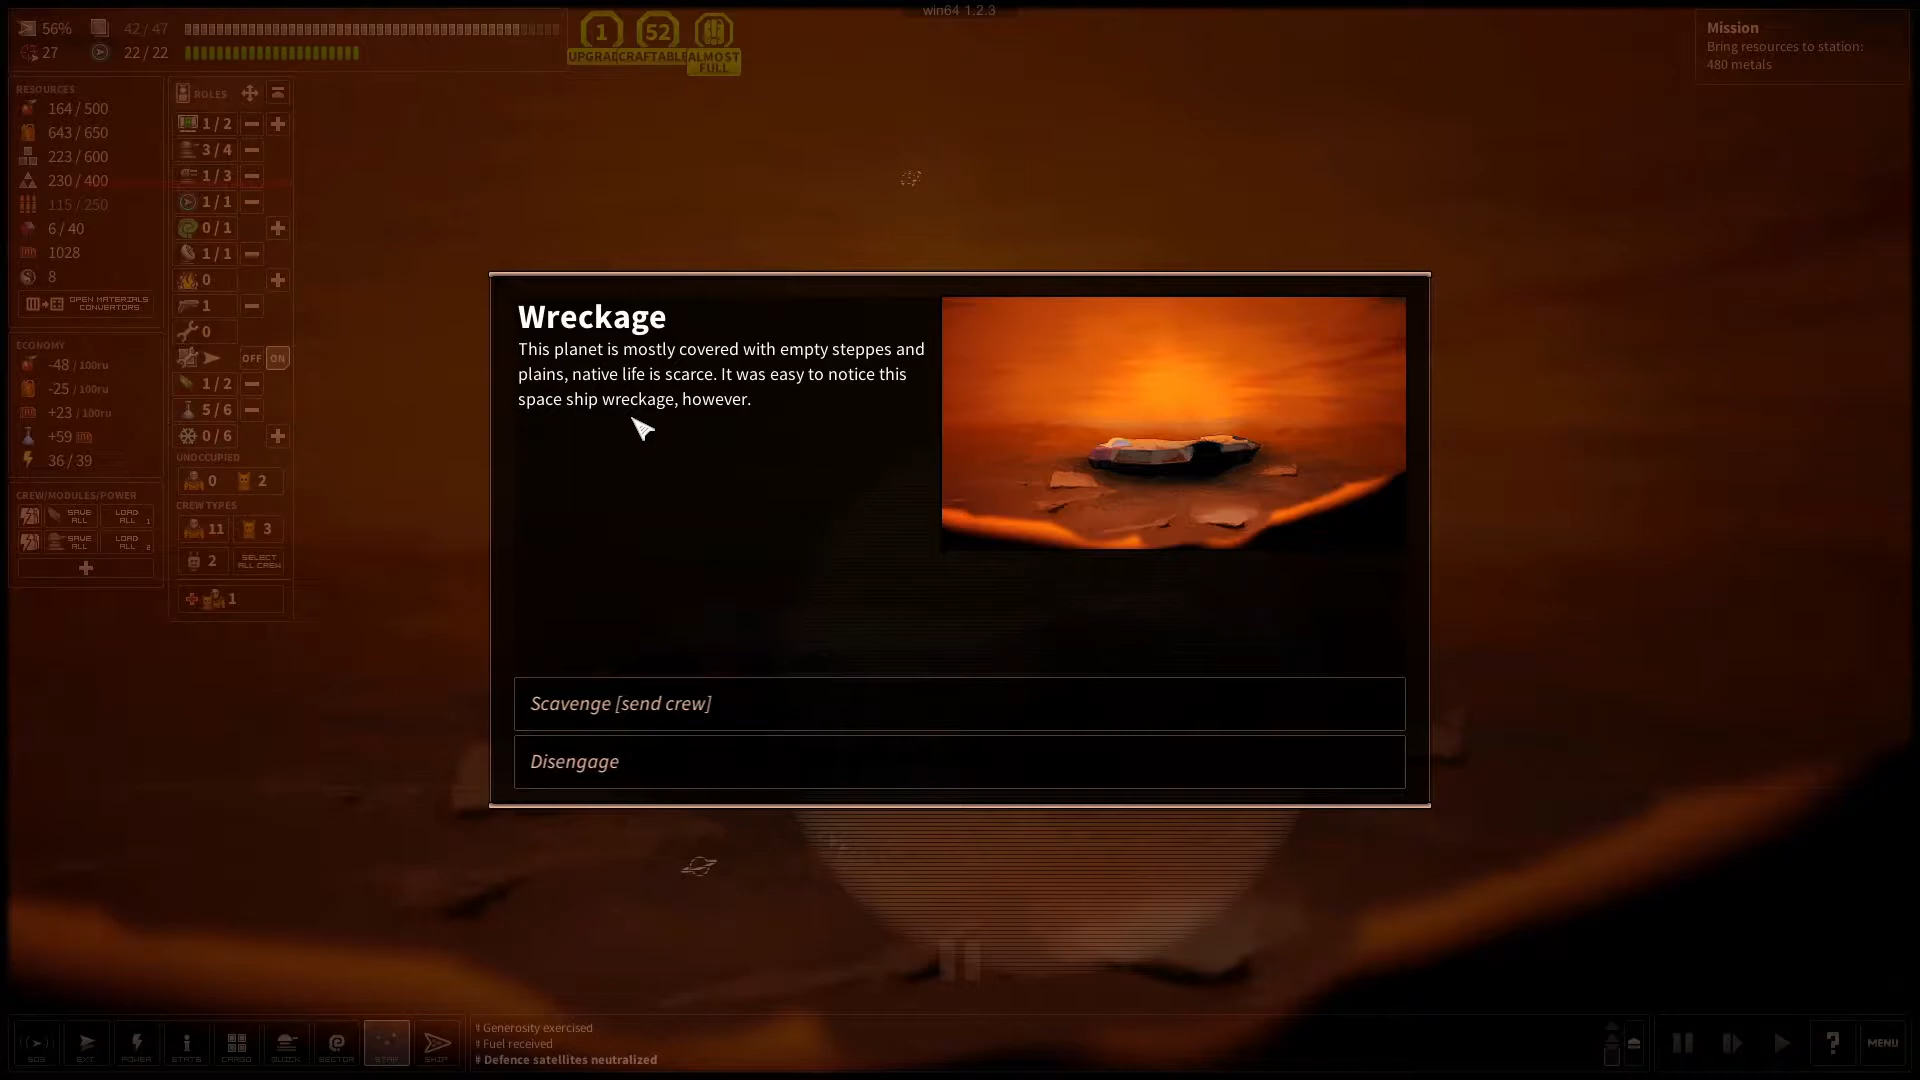 win64 1.2.3
56%
42 / 47
27
22 / 22
1
52
UPGRAD
CRAFTABLE
ALMOST FULL
Mission
Bring resources to station:
480 metals
RESOURCES
164 / 500
643 / 650
223 / 600
230 / 400
115 / 250
6 / 40
1028
8
OPEN MATERIALS CONVERTORS
ECONOMY
-48 / 100ru
-25 / 100ru
+23 / 100ru
+59
36 / 39
CREW/MODULES/POWER
SAVE ALL
LOAD ALL 1
SAVE ALL
LOAD ALL 2
ROLES
1 / 2
3 / 4
1 / 3
1 / 1
0 / 1
1 / 1
0
1
0
OFF ON
1 / 2
5 / 6
0 / 6
UNOCCUPIED
0 2
CREW TYPES
11 3
2 SELECT ALL CREW
1
Wreckage
This planet is mostly covered with empty steppes and
plains, native life is scarce. It was easy to notice this
space ship wreckage, however.
Scavenge [send crew]
Disengage
SOS
EXT
POWER
STATS
CARGO
QUICK
SECTOR
STAR
SHIP
Generosity exercised
Fuel received
Defence satellites neutralized
?
MENU